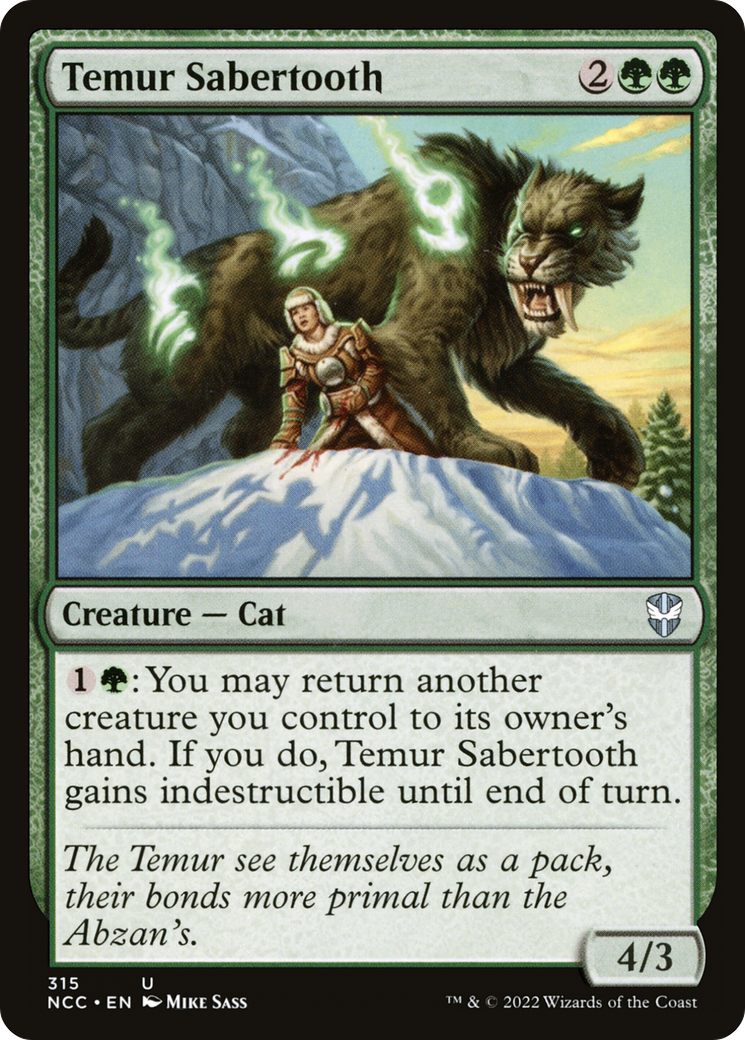 Temur Sabertooth 2
Creature — Cat
1 : You may return another
creature you control to its owner's
hand. If you do, Temur Sabertooth
gains indestructible until end of turn.
The Temur see themselves as a pack,
their bonds more primal than the
Abzan's.
4/3
315 U
NCC • EN Mike Sass
™ & © 2022 Wizards of the Coast